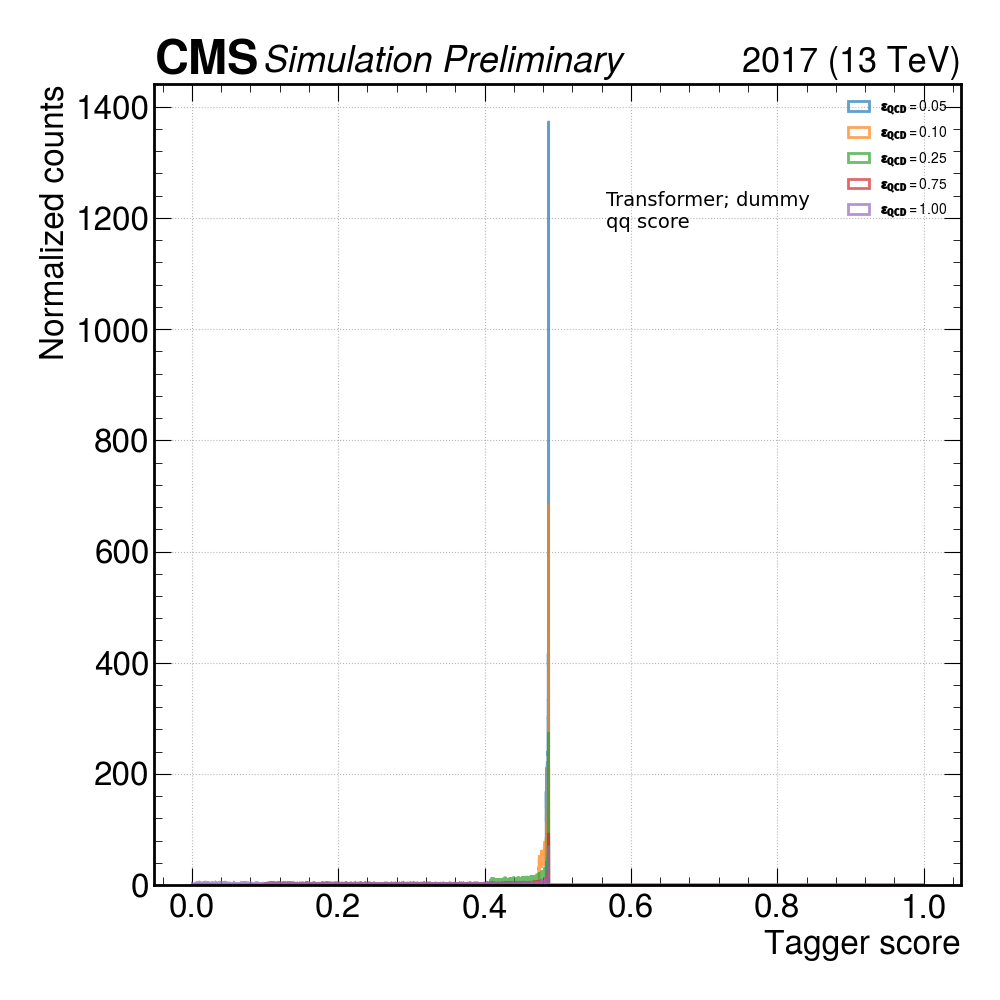 CMS Simulation Preliminary 2017 (13 TeV)
Normalized counts
1400
1200
1000
800
600
400
200
0
ε_QCD = 0.05
ε_QCD = 0.10
ε_QCD = 0.25
ε_QCD = 0.75
ε_QCD = 1.00
Transformer; dummy
qq score
0.0 0.2 0.4 0.6 0.8 1.0
Tagger score